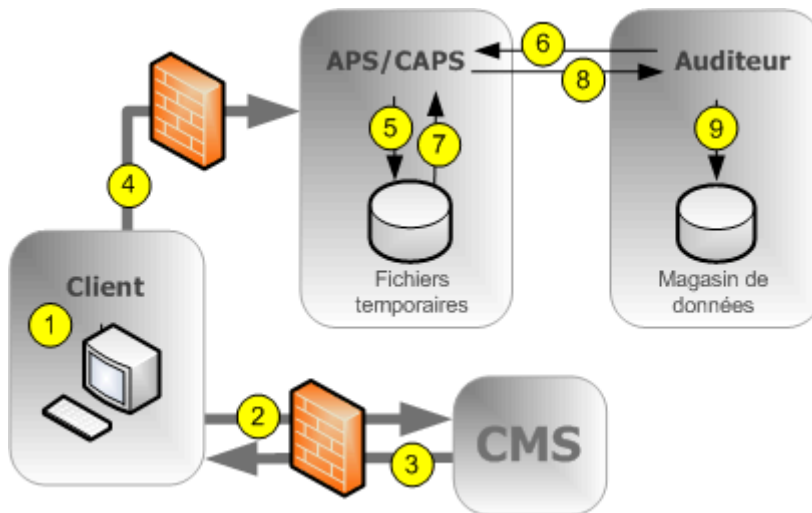 6
APS/CAPS
Auditeur
8
5
7
9
4
Fichiers
temporaires
Magasin de
données
Client
1
2
CMS
3